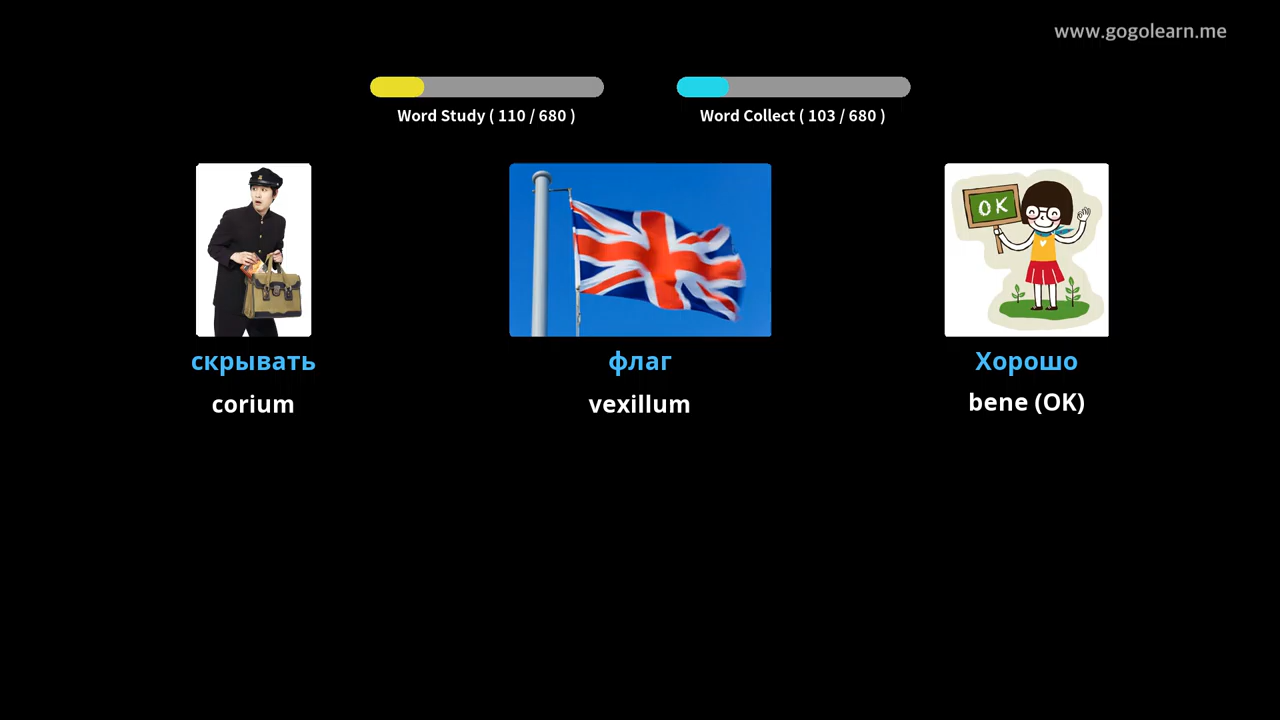 www.gogolearn.me
Word Study ( 110 / 680 )
Word Collect ( 103 / 680 )
OK
скрывать
флаг
Хорошо
corium
vexillum
bene (OK)